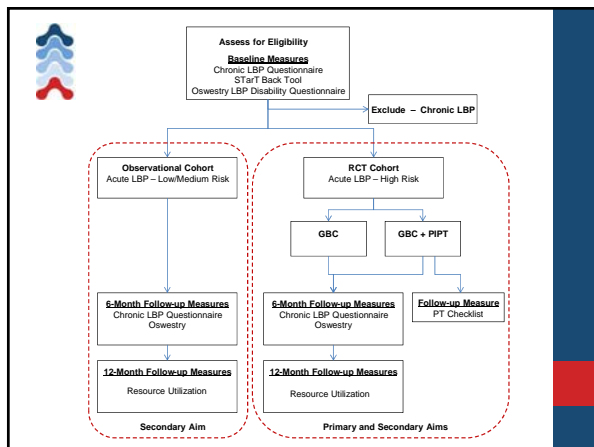 Assess for Eligibility
Baseline Measures
Chronic LBP Questionnaire
STarT Back Tool
Oswestry LBP Disability Questionnaire
Exclude – Chronic LBP
Observational Cohort
Acute LBP – Low/Medium Risk
RCT Cohort
Acute LBP – High Risk
GBC
GBC + PIPT
6-Month Follow-up Measures
Chronic LBP Questionnaire
Oswestry
6-Month Follow-up Measures
Chronic LBP Questionnaire
Oswestry
Follow-up Measure
PT Checklist
12-Month Follow-up Measures
Resource Utilization
12-Month Follow-up Measures
Resource Utilization
Secondary Aim
Primary and Secondary Aims